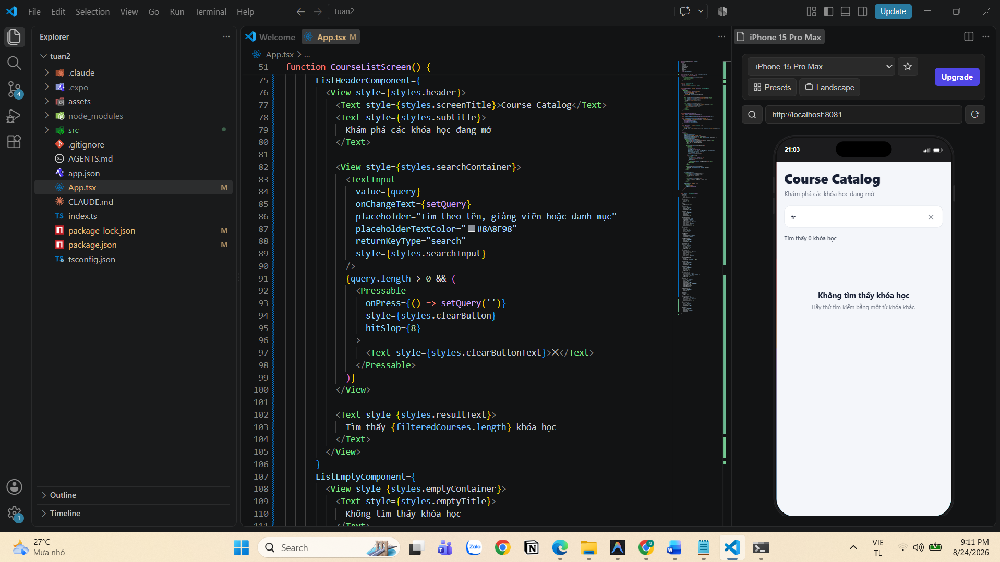 File Edit Selection View Go Run Terminal Help
tuan2
Update
Explorer
tuan2
.claude
.expo
assets
node_modules
src
.gitignore
AGENTS.md
app.json
App.tsx M
CLAUDE.md
index.ts
package-lock.json M
package.json M
tsconfig.json
Outline
Timeline
4
1
Welcome
App.tsx M
App.tsx > ...
51 function CourseListScreen() {
75 ListHeaderComponent={
76 <View style={styles.header}>
77 <Text style={styles.screenTitle}>Course Catalog</Text>
78 <Text style={styles.subtitle}>
79 Khám phá các khóa học đang mở
80 </Text>
81
82 <View style={styles.searchContainer}>
83 <TextInput
84 value={query}
85 onChangeText={setQuery}
86 placeholder="Tìm theo tên, giảng viên hoặc danh mục"
87 placeholderTextColor="#8A8F98"
88 returnKeyType="search"
89 style={styles.searchInput}
90 />
91 {query.length > 0 && (
92 <Pressable
93 onPress={() => setQuery('')}
94 style={styles.clearButton}
95 hitSlop={8}
96 >
97 <Text style={styles.clearButtonText}>✕</Text>
98 </Pressable>
99 )}
100 </View>
101
102 <Text style={styles.resultText}>
103 Tìm thấy {filteredCourses.length} khóa học
104 </Text>
105 </View>
106 }
107 ListEmptyComponent={
108 <View style={styles.emptyContainer}>
109 <Text style={styles.emptyTitle}>
110 Không tìm thấy khóa học
111 </Text>
iPhone 15 Pro Max
iPhone 15 Pro Max
Upgrade
Presets
Landscape
http://localhost:8081
21:03
Course Catalog
Khám phá các khóa học đang mở
fr ✕
Tìm thấy 0 khóa học
Không tìm thấy khóa học
Hãy thử tìm kiếm bằng một từ khóa khác.
27°C
Mưa nhỏ
Search
Zalo
VIE
TL
9:11 PM
8/24/2026